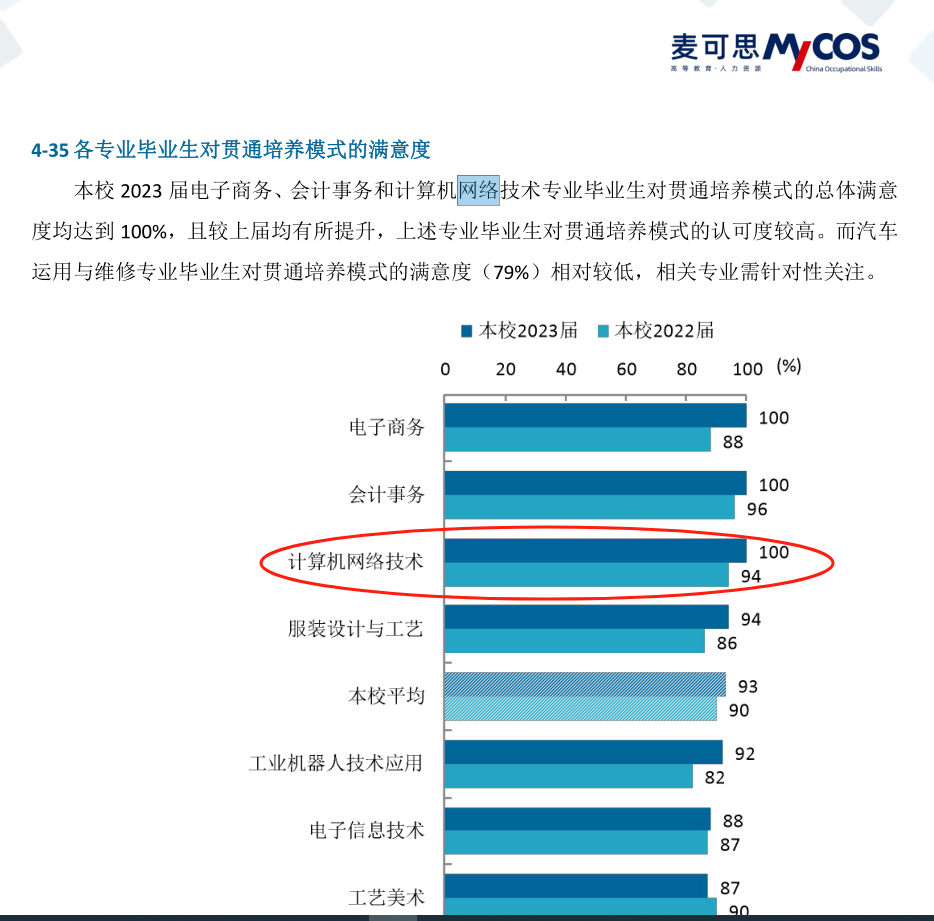 麦可思MyCOS
高等教育·人力资源 China Occupational Skills
4-35 各专业毕业生对贯通培养模式的满意度
本校 2023 届电子商务、会计事务和计算机网络技术专业毕业生对贯通培养模式的总体满意
度均达到 100%，且较上届均有所提升，上述专业毕业生对贯通培养模式的认可度较高。而汽车
运用与维修专业毕业生对贯通培养模式的满意度（79%）相对较低，相关专业需针对性关注。
本校2023届 本校2022届
0 20 40 60 80 100 (%)
电子商务 100
88
会计事务 100
96
计算机网络技术 100
94
服装设计与工艺 94
86
本校平均 93
90
工业机器人技术应用 92
82
电子信息技术 88
87
工艺美术 87
90